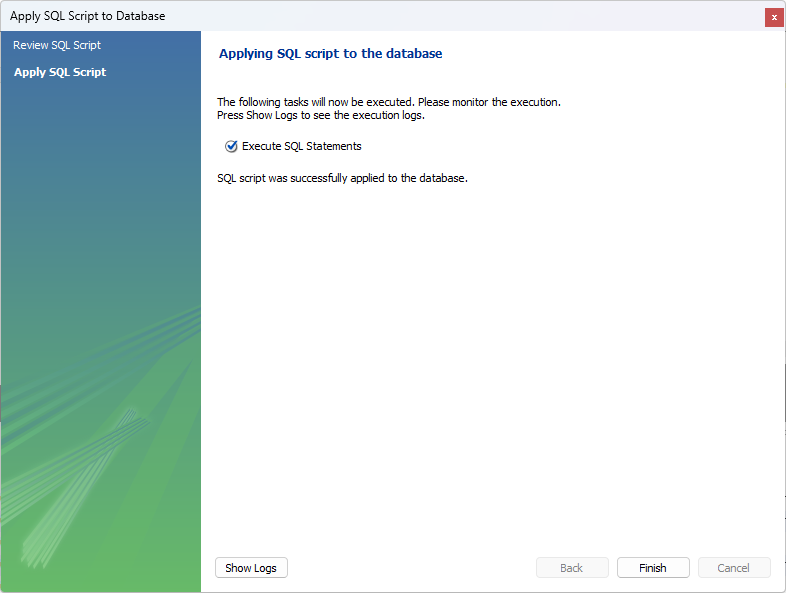 Apply SQL Script to Database
x
Review SQL Script
Apply SQL Script
Applying SQL script to the database
The following tasks will now be executed. Please monitor the execution.
Press Show Logs to see the execution logs.
Execute SQL Statements
SQL script was successfully applied to the database.
Show Logs
Back
Finish
Cancel